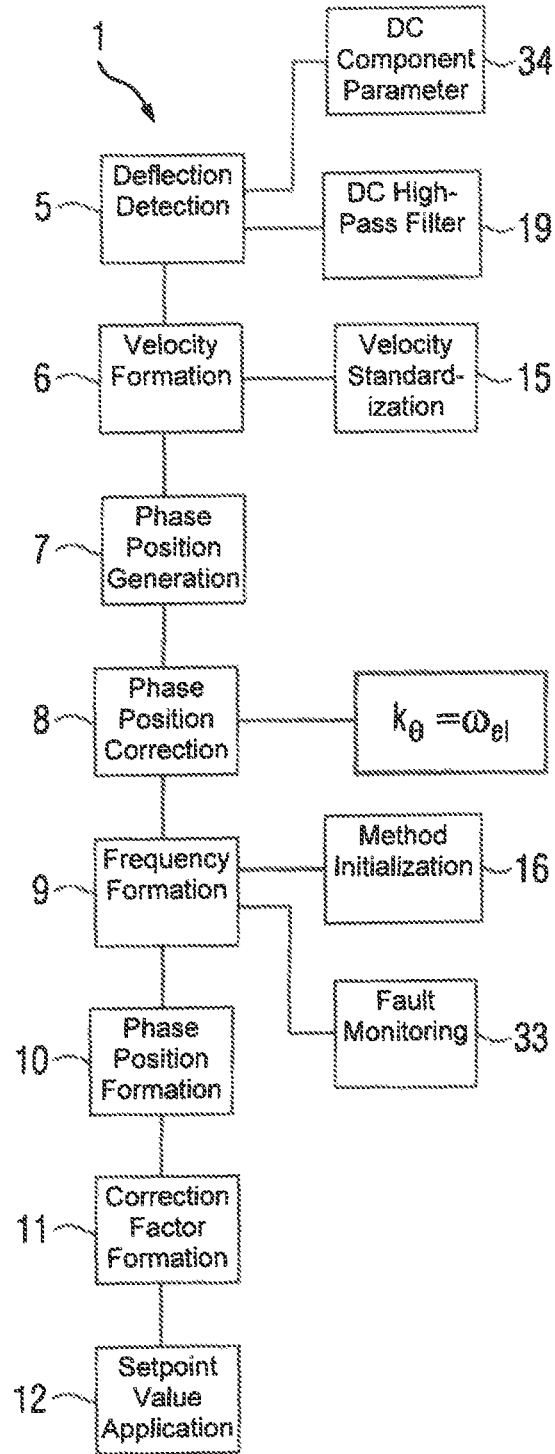 1
DC
Component
Parameter
34
5
Deflection
Detection
DC High-
Pass Filter
19
6
Velocity
Formation
Velocity
Standard-
ization
15
7
Phase
Position
Generation
8
Phase
Position
Correction
kθ = ωel
9
Frequency
Formation
Method
Initialization
16
10
Phase
Position
Formation
Fault
Monitoring
33
11
Correction
Factor
Formation
12
Setpoint
Value
Application